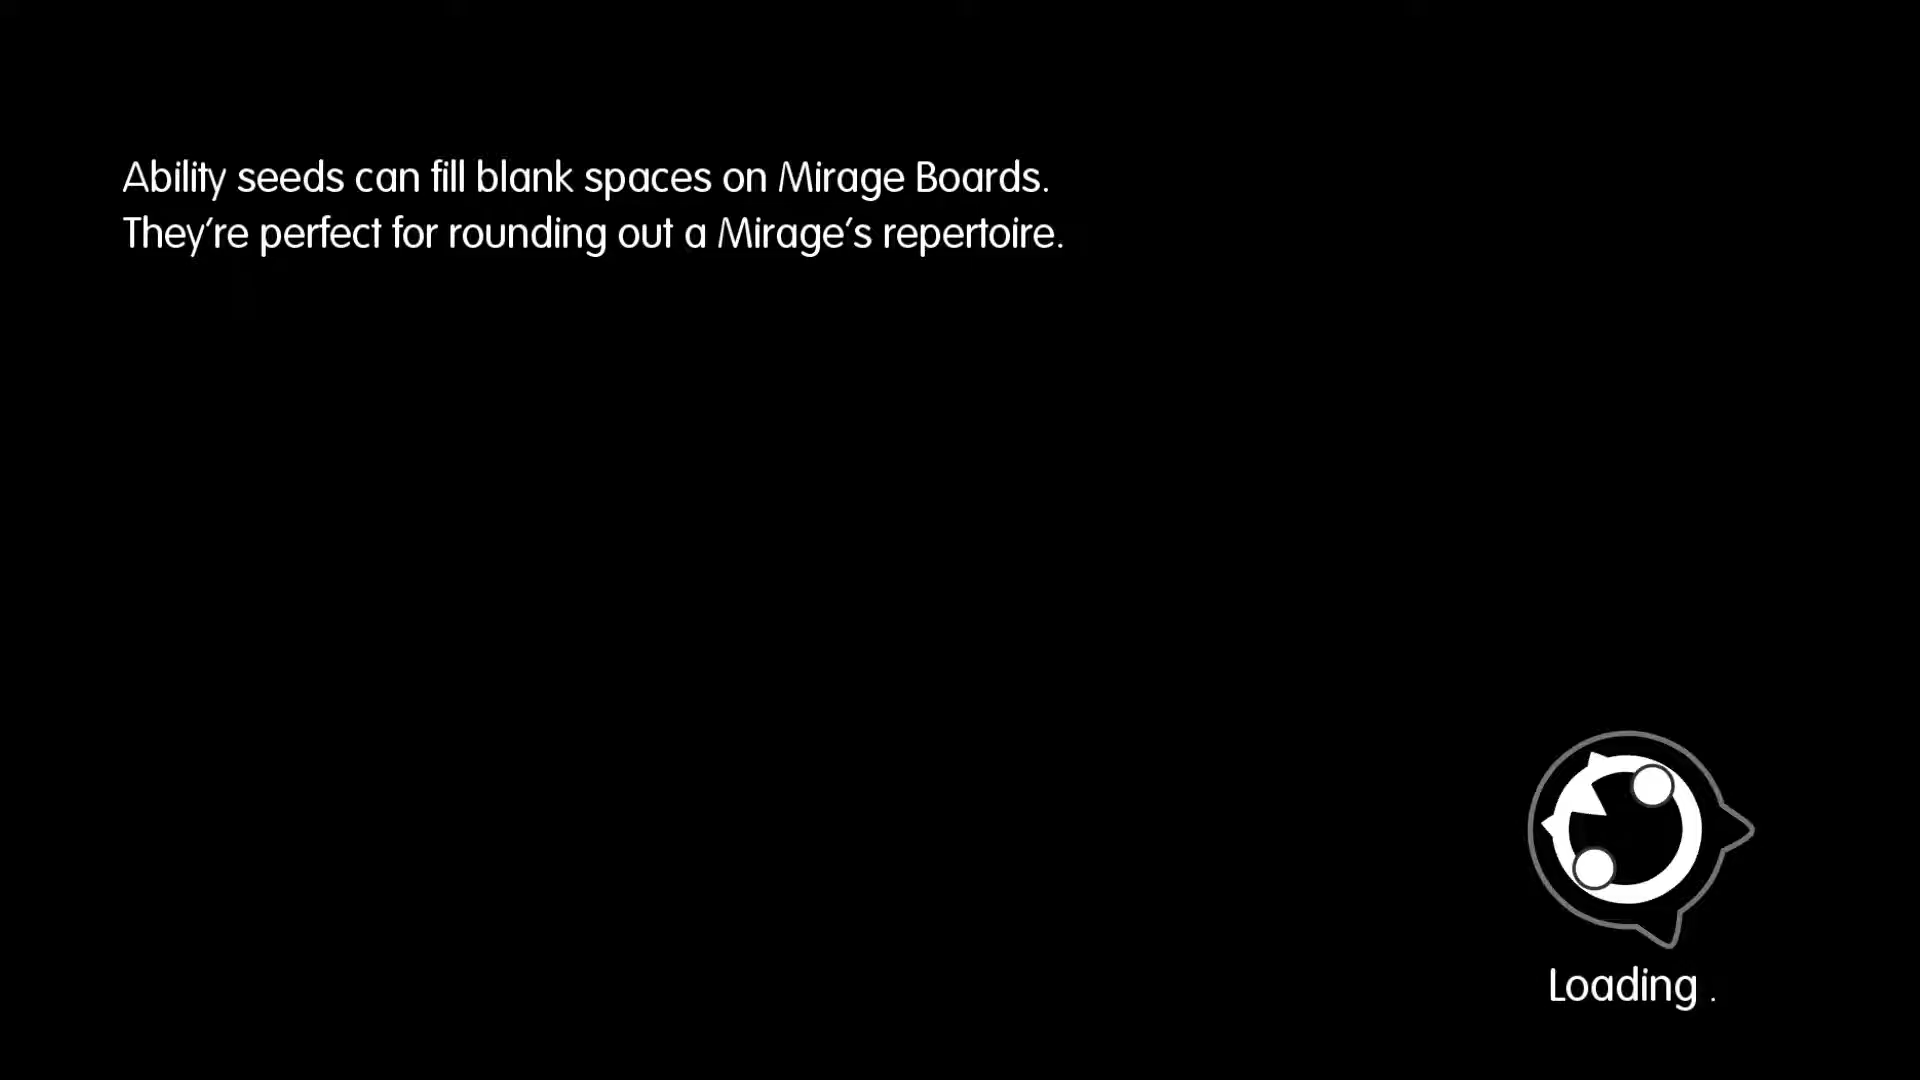 Ability seeds can fill blank spaces on Mirage Boards.
They're perfect for rounding out a Mirage's repertoire.
Loading .